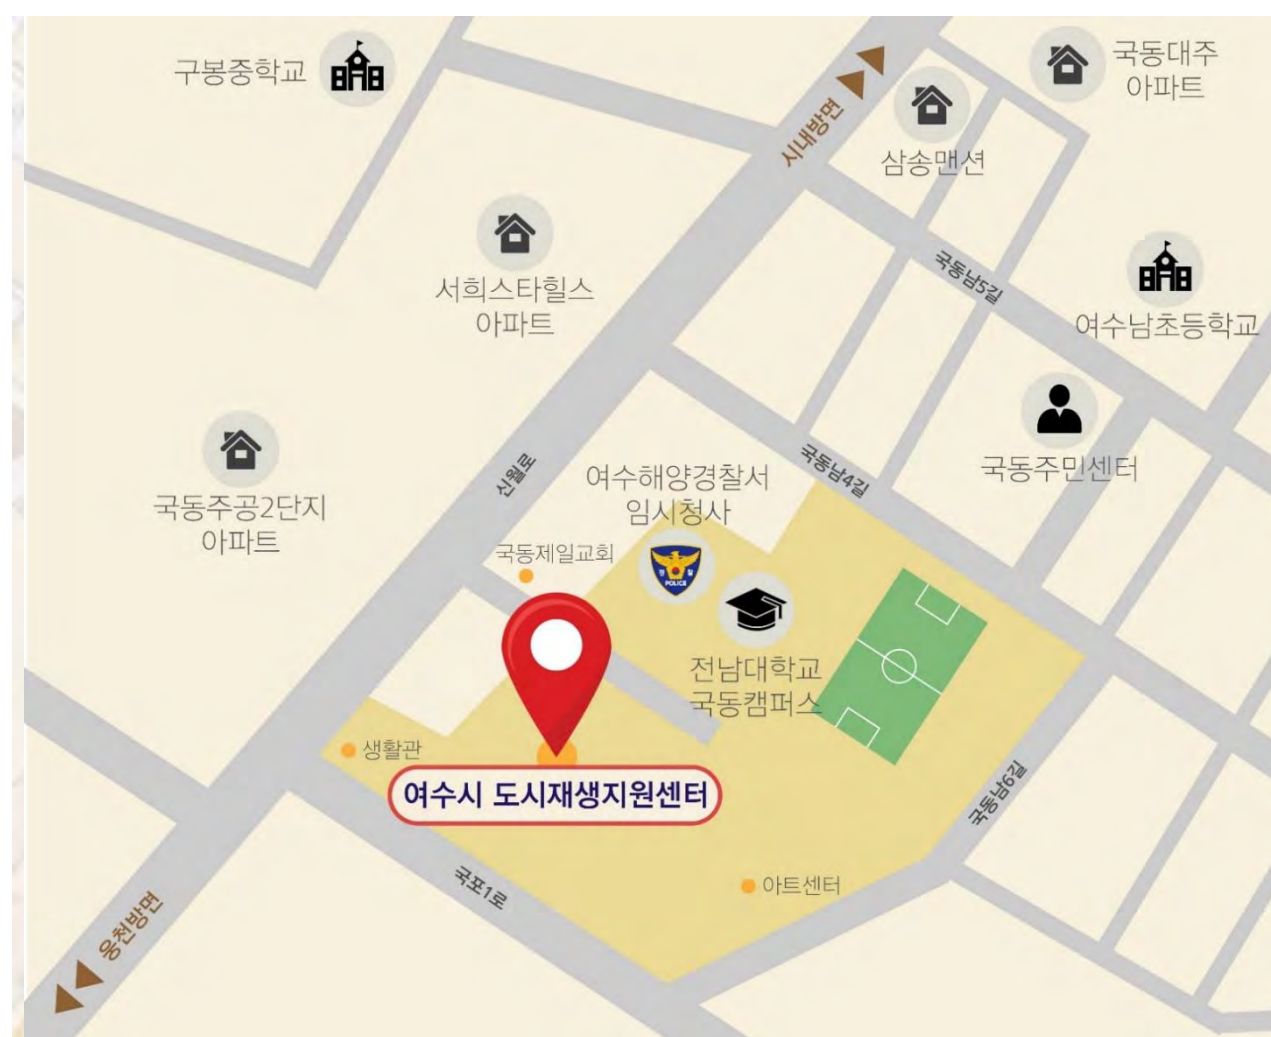 구봉중학교
국동대주
아파트
시내방면
삼송맨션
서희스타힐스
아파트
국동남5길
여수남초등학교
국동주민센터
국동주공2단지
아파트
신월로
국동남4길
여수해양경찰서
임시청사
국동제일교회
경찰
POLICE
전남대학교
국동캠퍼스
생활관
여수시 도시재생지원센터
국동남6길
국포1로
아트센터
웅천방면